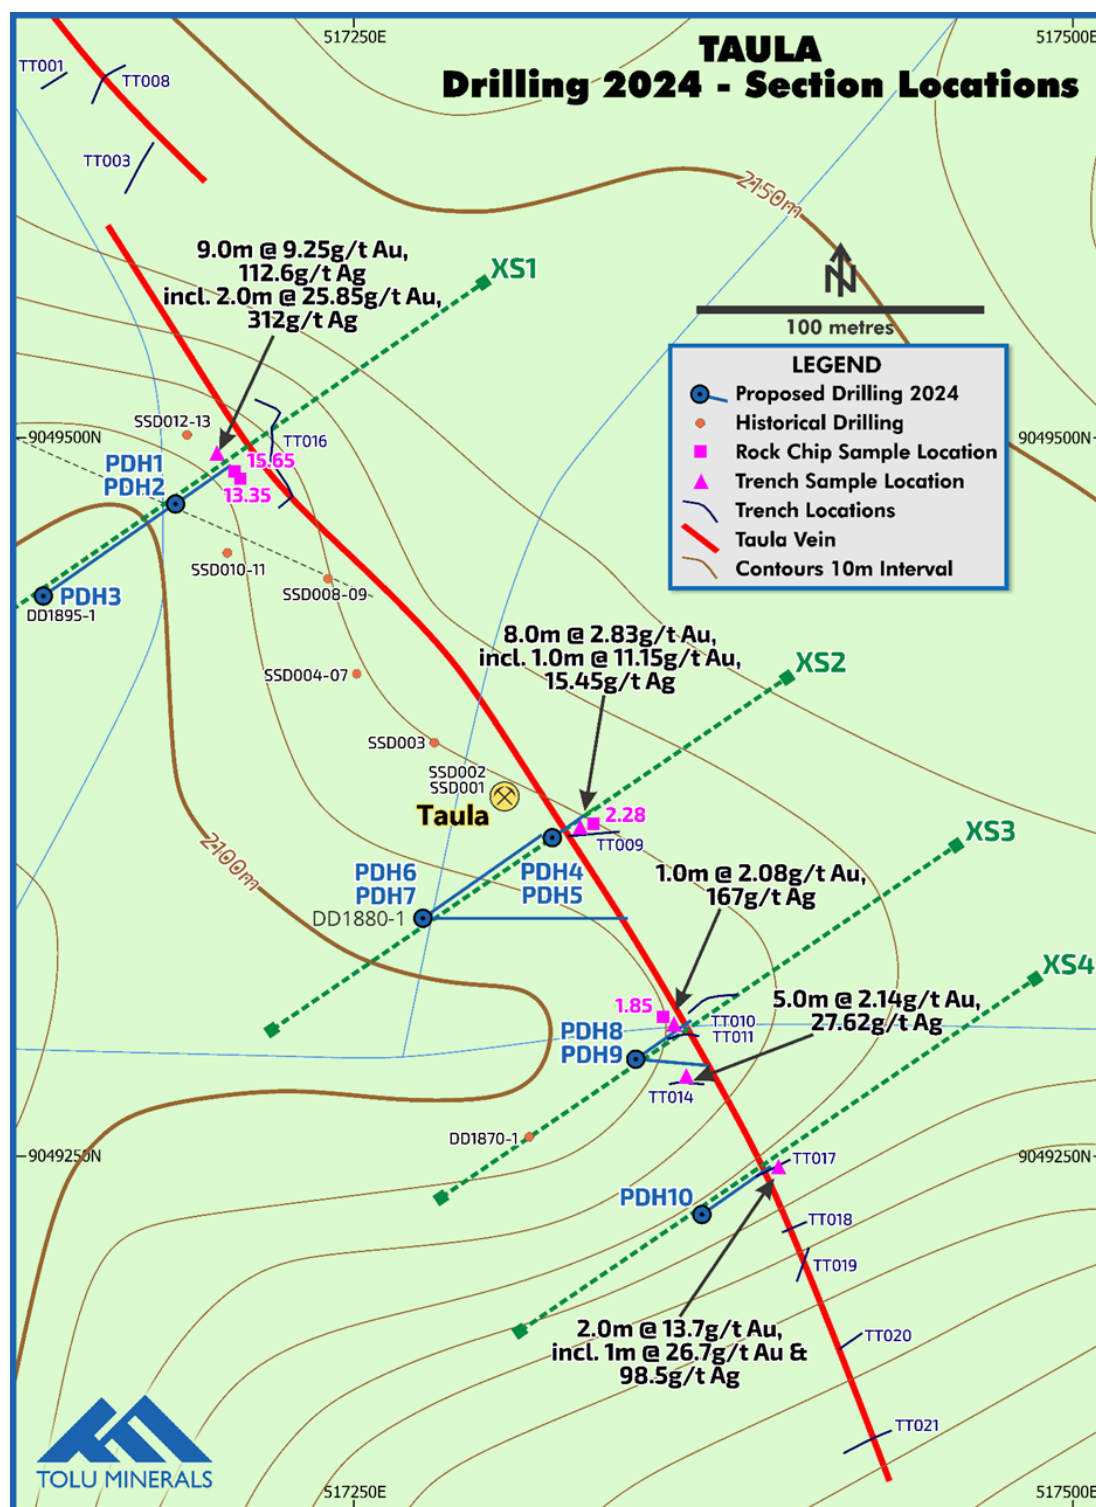 517250E
517500E
TAULA
Drilling 2024 - Section Locations
TT001
TT008
TT003
2150m
N
100 metres
9.0m @ 9.25g/t Au,
112.6g/t Ag
incl. 2.0m @ 25.85g/t Au,
312g/t Ag
XS1
LEGEND
Proposed Drilling 2024
Historical Drilling
Rock Chip Sample Location
Trench Sample Location
Trench Locations
Taula Vein
Contours 10m Interval
SSD012-13
9049500N
9049500N
TT016
15.65
13.35
PDH1
PDH2
SSD010-11
SSD008-09
PDH3
DD1895-1
8.0m @ 2.83g/t Au,
incl. 1.0m @ 11.15g/t Au,
15.45g/t Ag
XS2
SSD004-07
SSD003
SSD002
SSD001
Taula
2.28
TT009
XS3
2100m
PDH6
PDH7
DD1880-1
PDH4
PDH5
1.0m @ 2.08g/t Au,
167g/t Ag
XS4
1.85
5.0m @ 2.14g/t Au,
27.62g/t Ag
TT010
TT011
PDH8
PDH9
TT014
DD1870-1
9049250N
9049250N
TT017
PDH10
TT018
TT019
2.0m @ 13.7g/t Au,
incl. 1m @ 26.7g/t Au &
98.5g/t Ag
TT020
TT021
TOLU MINERALS
517250E
517500E